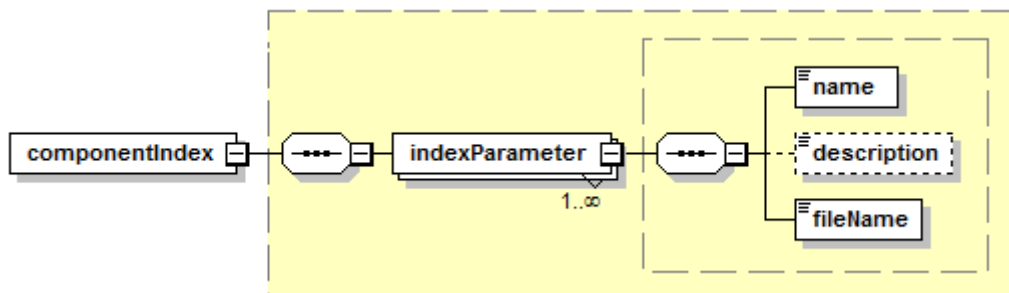 componentIndex
indexParameter
1..∞
name
description
fileName